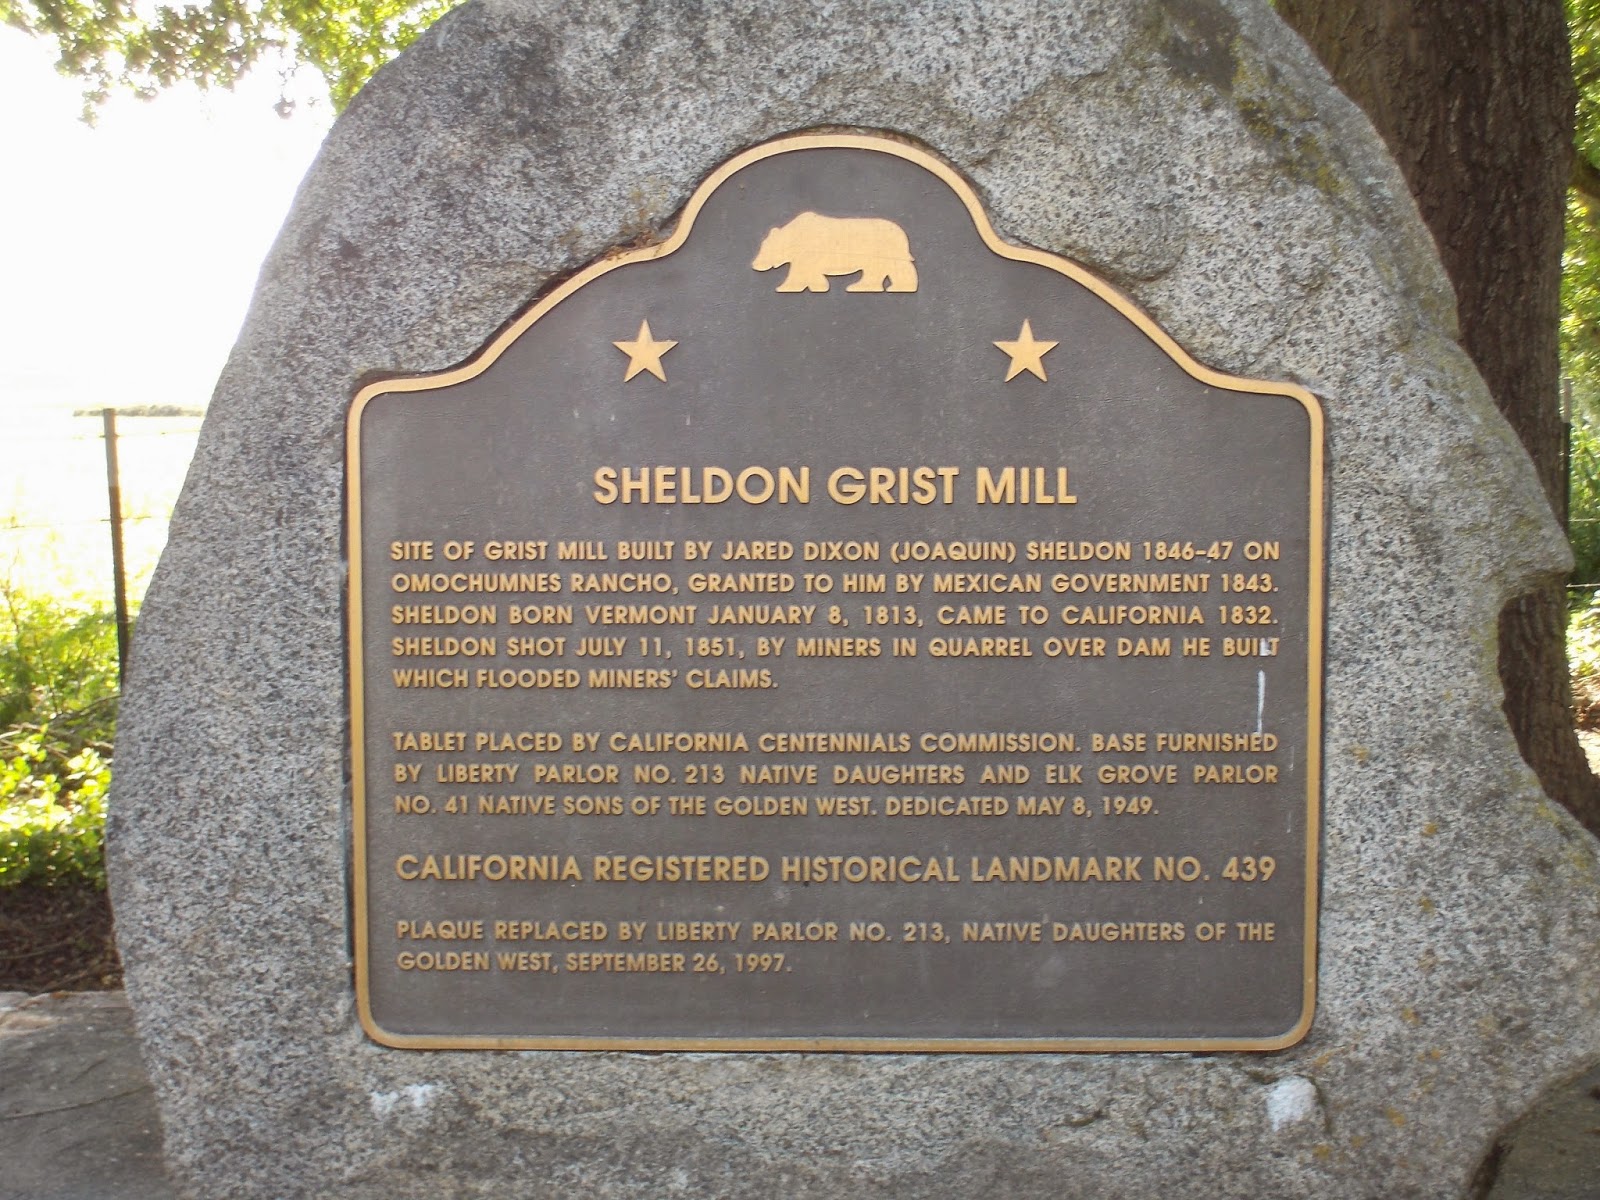 SHELDON GRIST MILL
SITE OF GRIST MILL BUILT BY JARED DIXON (JOAQUIN) SHELDON 1846-47 ON
OMOCHUMNES RANCHO, GRANTED TO HIM BY MEXICAN GOVERNMENT 1843.
SHELDON BORN VERMONT JANUARY 8, 1813, CAME TO CALIFORNIA 1832.
SHELDON SHOT JULY 11, 1851, BY MINERS IN QUARREL OVER DAM HE BUILT
WHICH FLOODED MINERS' CLAIMS.
TABLET PLACED BY CALIFORNIA CENTENNIALS COMMISSION. BASE FURNISHED
BY LIBERTY PARLOR NO. 213 NATIVE DAUGHTERS AND ELK GROVE PARLOR
NO. 41 NATIVE SONS OF THE GOLDEN WEST. DEDICATED MAY 8, 1949.
CALIFORNIA REGISTERED HISTORICAL LANDMARK NO. 439
PLAQUE REPLACED BY LIBERTY PARLOR NO. 213, NATIVE DAUGHTERS OF THE
GOLDEN WEST, SEPTEMBER 26, 1997.